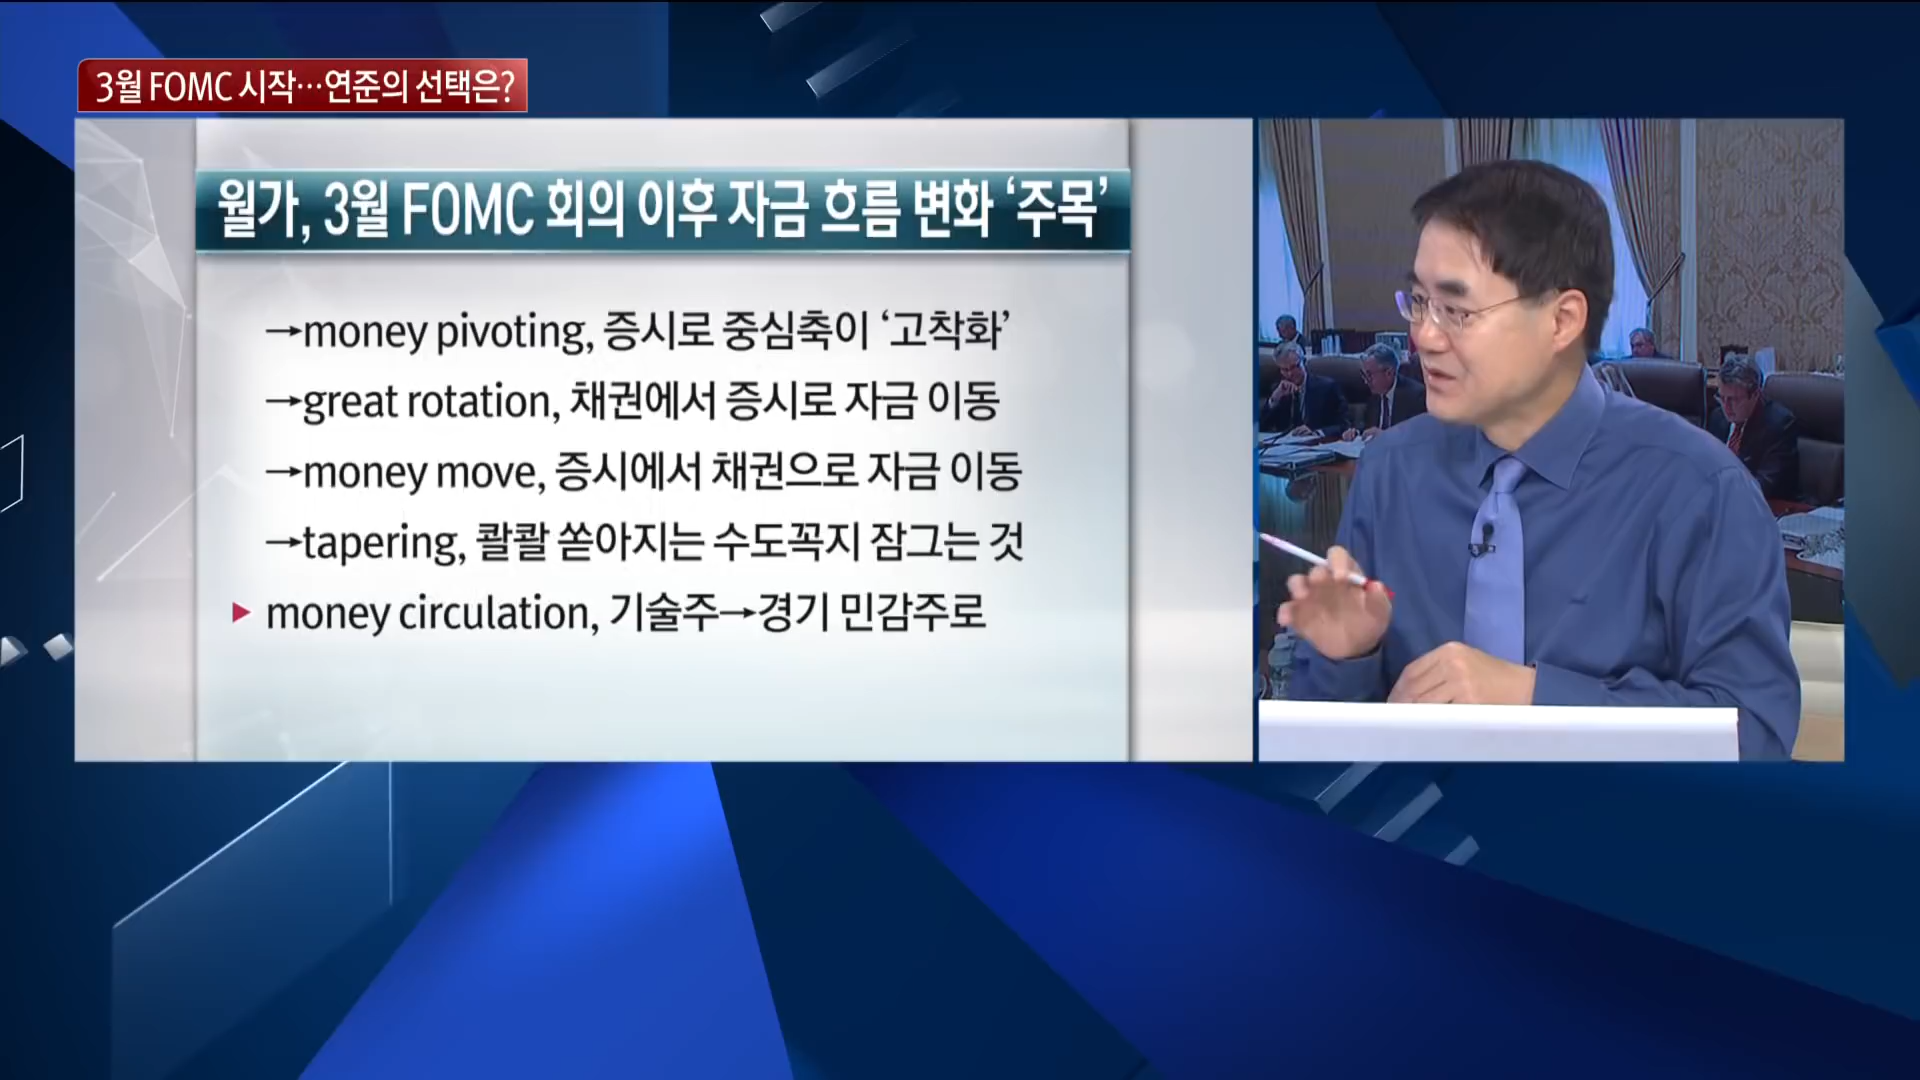 3월 FOMC 시작…연준의 선택은?
월가, 3월 FOMC 회의 이후 자금 흐름 변화 ‘주목’
→money pivoting, 증시로 중심축이 ‘고착화’
→great rotation, 채권에서 증시로 자금 이동
→money move, 증시에서 채권으로 자금 이동
→tapering, 콸콸 쏟아지는 수도꼭지 잠그는 것
▶ money circulation, 기술주→경기 민감주로